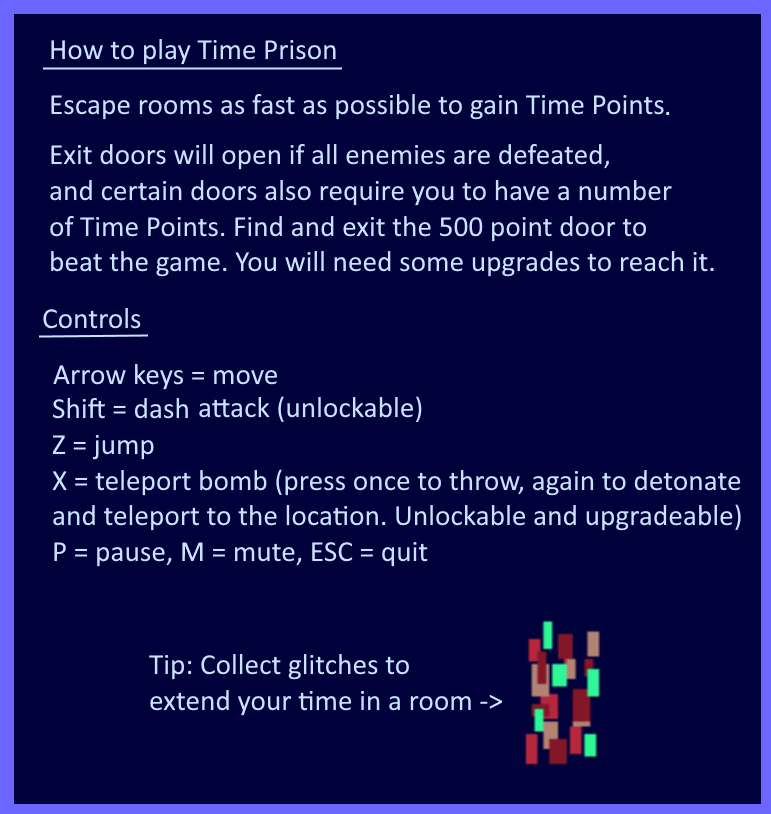 How to play Time Prison
Escape rooms as fast as possible to gain Time Points.
Exit doors will open if all enemies are defeated,
and certain doors also require you to have a number
of Time Points. Find and exit the 500 point door to
beat the game. You will need some upgrades to reach it.
Controls
Arrow keys = move
Shift = dash attack (unlockable)
Z = jump
X = teleport bomb (press once to throw, again to detonate
and teleport to the location. Unlockable and upgradeable)
P = pause, M = mute, ESC = quit
Tip: Collect glitches to
extend your time in a room ->